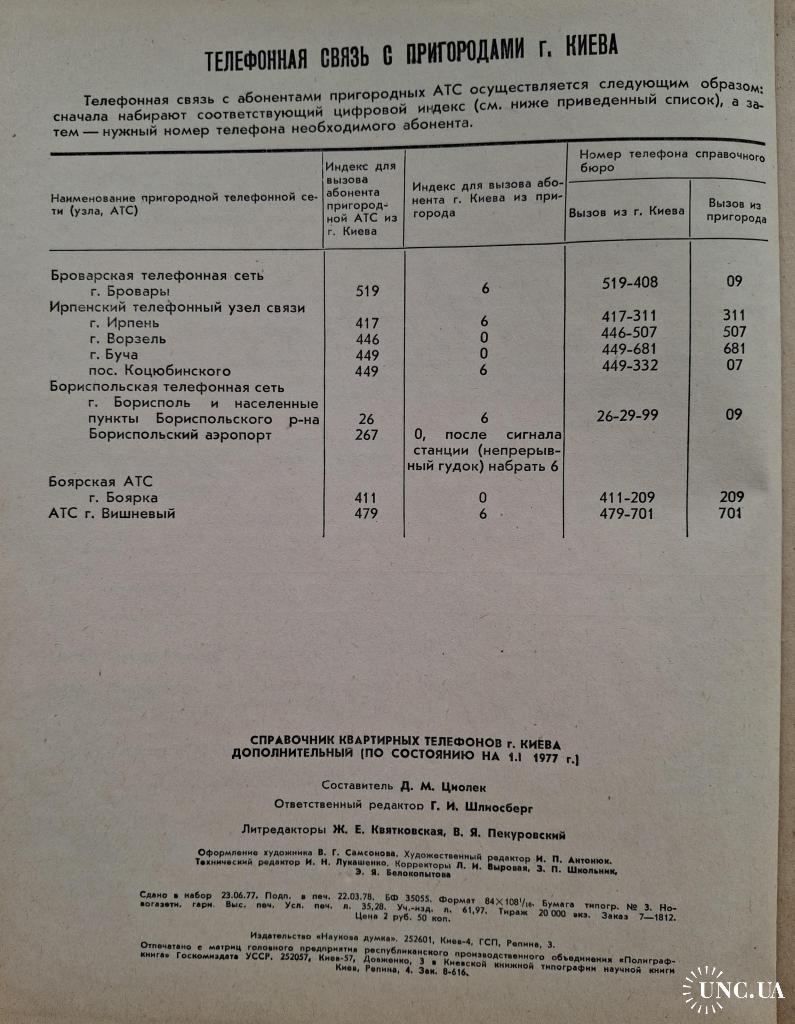 ТЕЛЕФОННАЯ СВЯЗЬ С ПРИГОРОДАМИ г. КИЕВА
Телефонная связь с абонентами пригородных АТС осуществляется следующим образом:
сначала набирают соответствующий цифровой индекс (см. ниже приведенный список), а за-
тем — нужный номер телефона необходимого абонента.
Наименование пригородной телефонной се-
ти (узла, АТС)
Индекс для
вызова
абонента
пригород-
ной АТС из
г. Киева
Индекс для вызова або-
нента г. Киева из при-
города
Номер телефона справочного
бюро
Вызов из г. Киева
Вызов из
пригорода
Броварская телефонная сеть
г. Бровары 519 6 519-408 09
Ирпенский телефонный узел связи
г. Ирпень 417 6 417-311 311
г. Ворзель 446 0 446-507 507
г. Буча 449 0 449-681 681
пос. Коцюбинского 449 6 449-332 07
Бориспольская телефонная сеть
г. Борисполь и населенные
пункты Бориспольского р-на 26 6 26-29-99 09
Бориспольский аэропорт 267 0, после сигнала
станции (непрерыв-
ный гудок) набрать 6
Боярская АТС
г. Боярка 411 0 411-209 209
АТС г. Вишневый 479 6 479-701 701
СПРАВОЧНИК КВАРТИРНЫХ ТЕЛЕФОНОВ г. КИЕВА
ДОПОЛНИТЕЛЬНЫЙ (ПО СОСТОЯНИЮ НА 1.I 1977 г.)
Составитель Д. М. Циолек
Ответственный редактор Г. И. Шлиосберг
Литредакторы Ж. Е. Квятковская, В. Я. Пекуровский
Оформление художника В. Г. Самсонова. Художественный редактор И. П. Антонюк.
Технический редактор И. Н. Лукашенко. Корректоры Л. И. Выровая, З. П. Школьник,
Э. Я. Белокопытова
Сдано в набор 23.06.77. Подп. в печ. 22.03.78. БФ 35055. Формат 84×108¹/₁₆. Бумага типогр. № 3. Но-
вогазетн. гарн. Выс. печ. Усл. печ. л. 35,28. Уч.-изд. л. 61,97. Тираж 20 000 экз. Заказ 7—1812.
Цена 2 руб. 50 коп.
Издательство «Наукова думка». 252601, Киев-4, ГСП, Репина, 3.
Отпечатано с матриц головного предприятия республиканского производственного объединения «Полиграф-
книга» Госкомиздата УССР. 252057, Киев-57, Довженко, 3 в Киевской книжной типографии научной книги
Киев, Репина, 4. Зак. 8-616.
UNC.UA